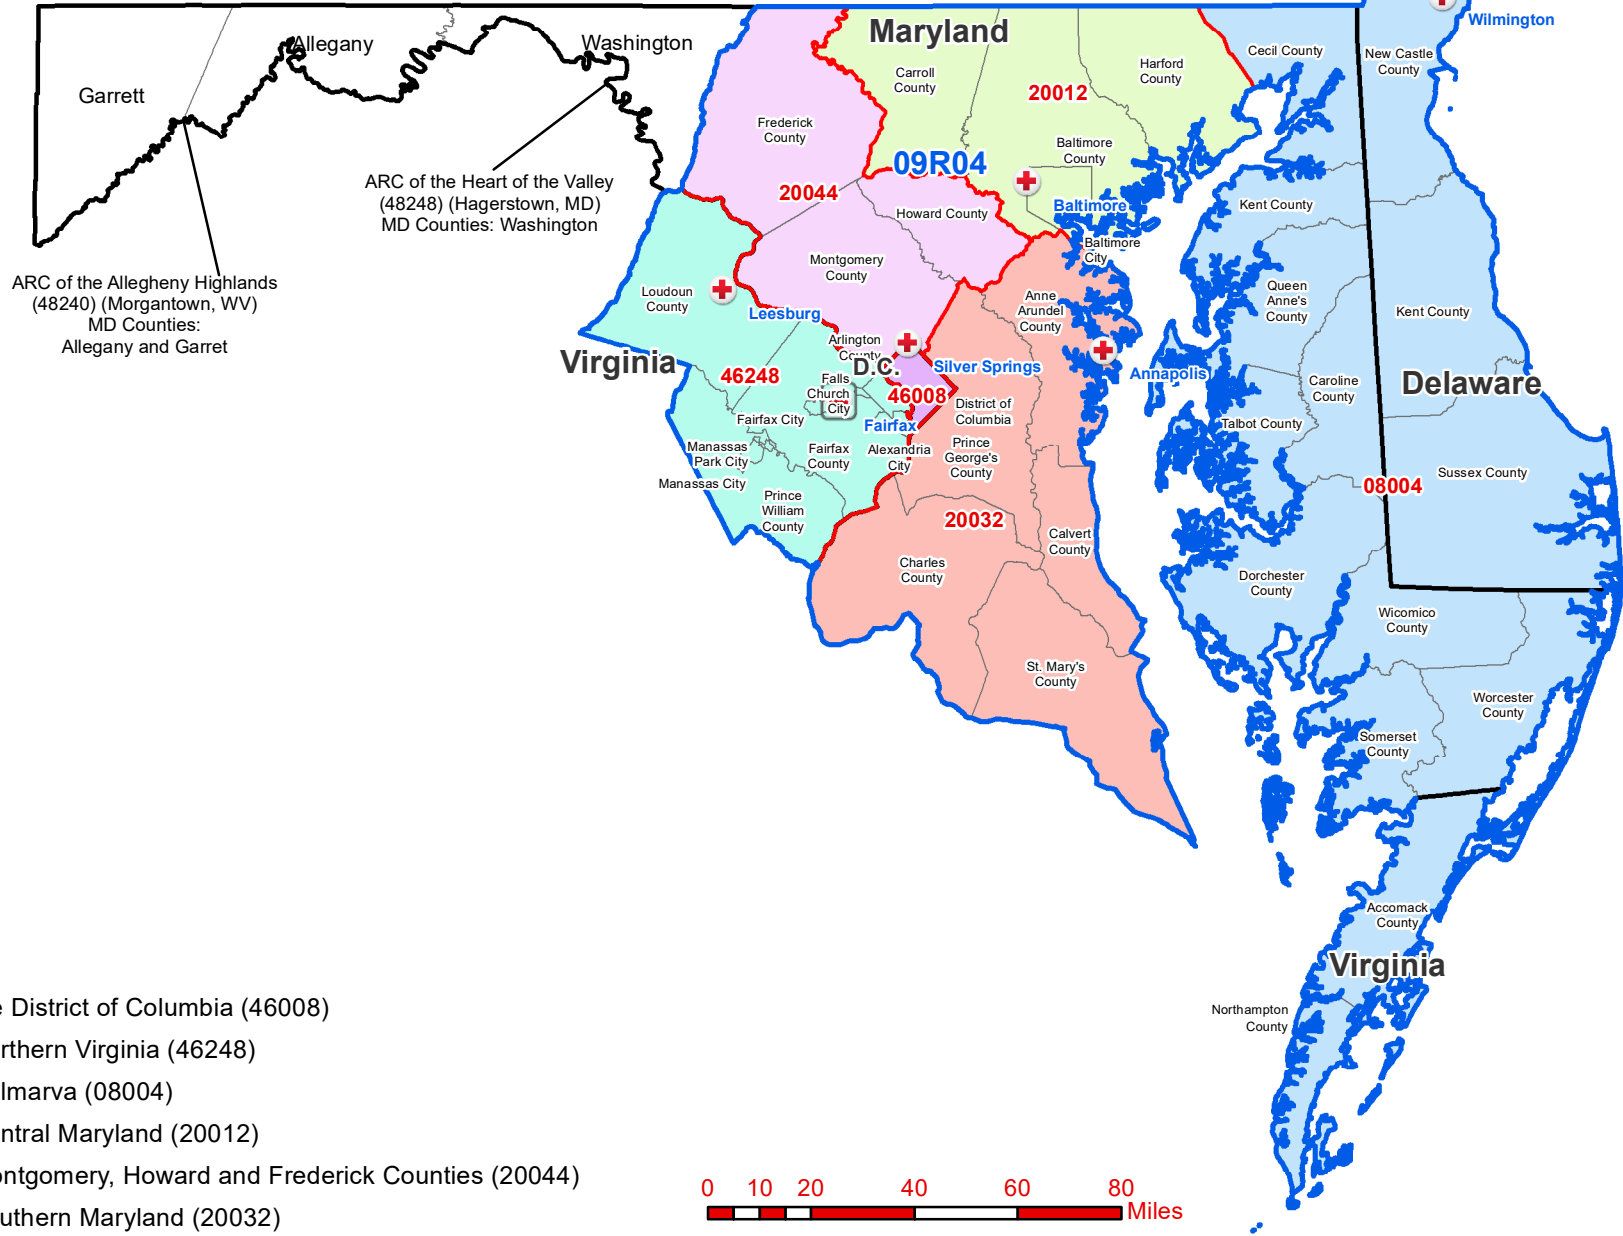 Maryland
Wilmington
Garrett
Allegany
Washington
Carroll
County
Harford
County
Cecil County
New Castle
County
20012
Frederick
County
Baltimore
County
09R04
20044
ARC of the Heart of the Valley
(48248) (Hagerstown, MD)
MD Counties: Washington
Howard County
Baltimore
Kent County
Baltimore
City
Montgomery
County
ARC of the Allegheny Highlands
(48240) (Morgantown, WV)
MD Counties:
Allegany and Garret
Loudoun
County
Leesburg
Anne
Arundel
County
Queen
Anne's
County
Kent County
Virginia
Arlington
County
D.C.
Silver Springs
Annapolis
46248
Falls
Church
City
46008
District of
Columbia
Caroline
County
Delaware
Fairfax City
Fairfax
Talbot County
Manassas
Park City
Fairfax
County
Alexandria
City
Prince
George's
County
Manassas City
Sussex County
08004
Prince
William
County
20032
Calvert
County
Charles
County
Dorchester
County
Wicomico
County
St. Mary's
County
Worcester
County
Somerset
County
Accomack
County
Virginia
Northampton
County
e District of Columbia (46008)
rthern Virginia (46248)
lmarva (08004)
ntral Maryland (20012)
ontgomery, Howard and Frederick Counties (20044)
uthern Maryland (20032)
0 10 20 40 60 80
Miles